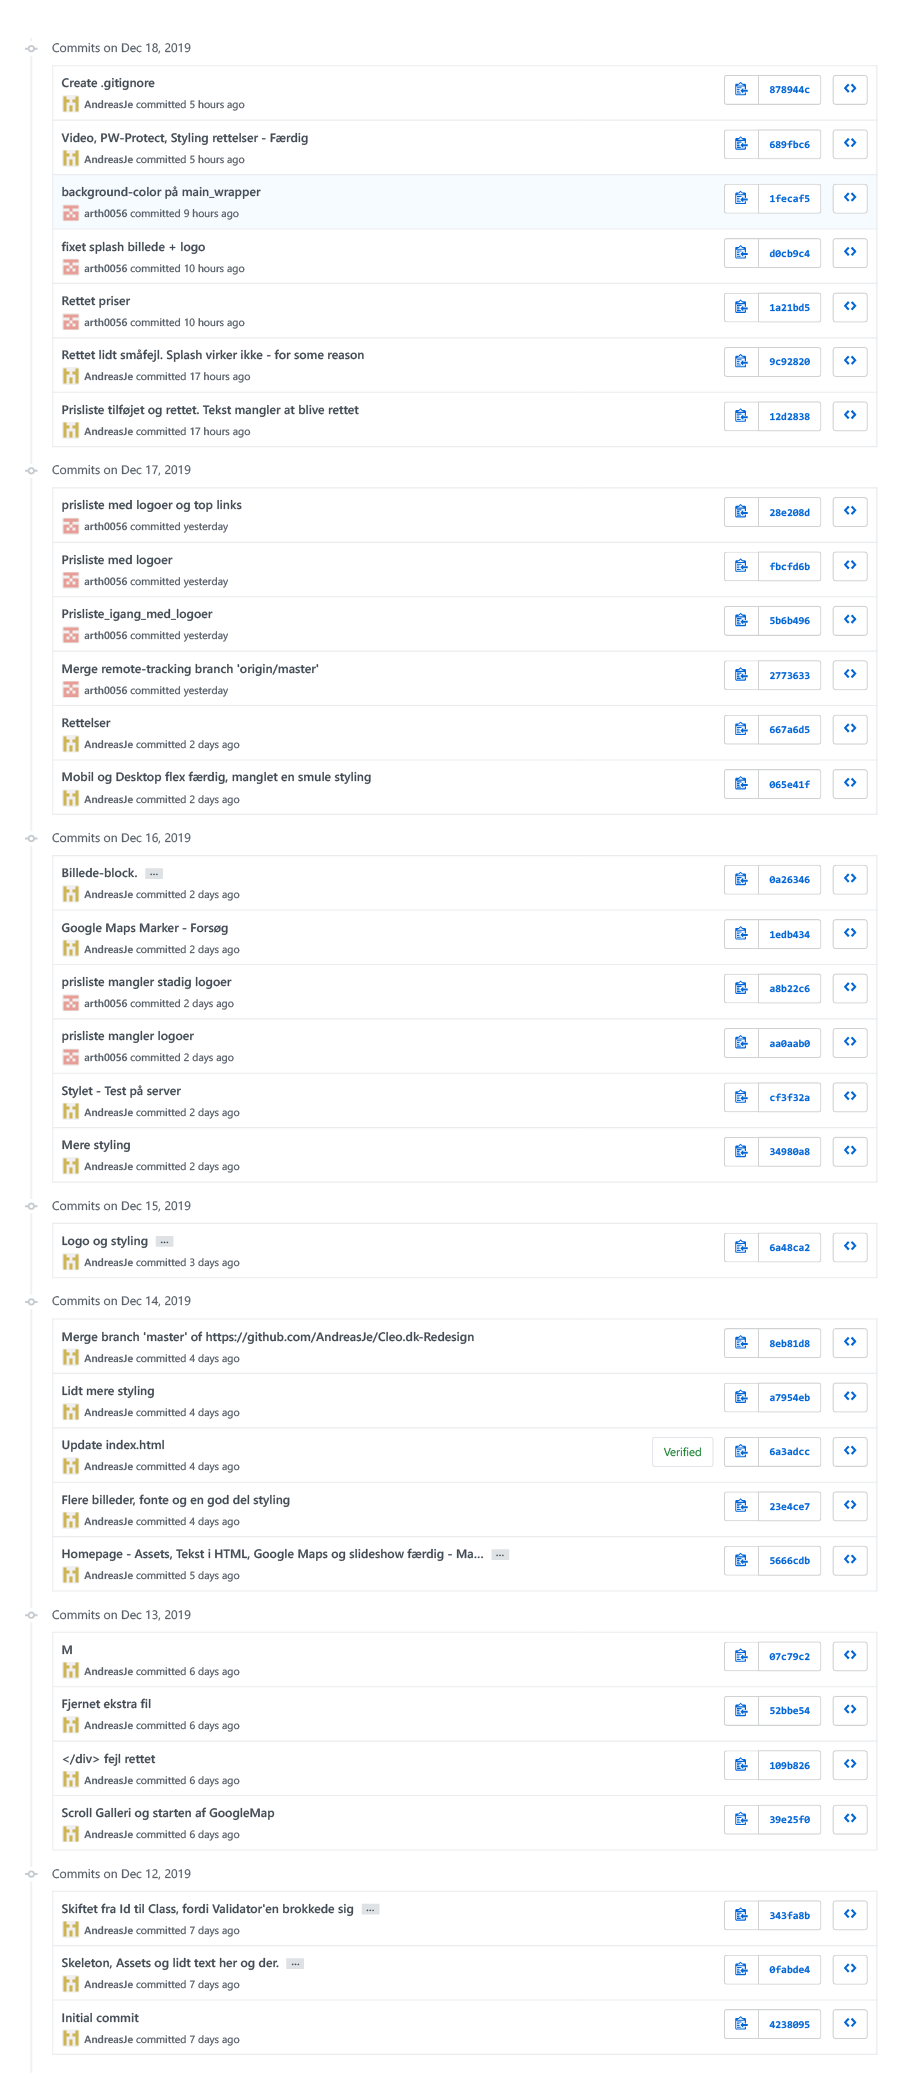 Commits on Dec 18, 2019
Create .gitignore
878944c
AndreasJe committed 5 hours ago
Video, PW-Protect, Styling rettelser - Færdig
689fbc6
AndreasJe committed 5 hours ago
background-color på main_wrapper
1fecaf5
arth0056 committed 9 hours ago
fixet splash billede + logo
d0cb9c4
arth0056 committed 10 hours ago
Rettet priser
1a21bd5
arth0056 committed 10 hours ago
Rettet lidt småfejl. Splash virker ikke - for some reason
9c92820
AndreasJe committed 17 hours ago
Prisliste tilføjet og rettet. Tekst mangler at blive rettet
12d2838
AndreasJe committed 17 hours ago
Commits on Dec 17, 2019
prisliste med logoer og top links
28e208d
arth0056 committed yesterday
Prisliste med logoer
fbcfd6b
arth0056 committed yesterday
Prisliste_igang_med_logoer
5b6b496
arth0056 committed yesterday
Merge remote-tracking branch 'origin/master'
2773633
arth0056 committed yesterday
Rettelser
667a6d5
AndreasJe committed 2 days ago
Mobil og Desktop flex færdig, manglet en smule styling
065e41f
AndreasJe committed 2 days ago
Commits on Dec 16, 2019
Billede-block. …
0a26346
AndreasJe committed 2 days ago
Google Maps Marker - Forsøg
1edb434
AndreasJe committed 2 days ago
prisliste mangler stadig logoer
a8b22c6
arth0056 committed 2 days ago
prisliste mangler logoer
aa0aab0
arth0056 committed 2 days ago
Stylet - Test på server
cf3f32a
AndreasJe committed 2 days ago
Mere styling
34980a8
AndreasJe committed 2 days ago
Commits on Dec 15, 2019
Logo og styling …
6a48ca2
AndreasJe committed 3 days ago
Commits on Dec 14, 2019
Merge branch 'master' of https://github.com/AndreasJe/Cleo.dk-Redesign
8eb81d8
AndreasJe committed 4 days ago
Lidt mere styling
a7954eb
AndreasJe committed 4 days ago
Update index.html
Verified 6a3adcc
AndreasJe committed 4 days ago
Flere billeder, fonte og en god del styling
23e4ce7
AndreasJe committed 4 days ago
Homepage - Assets, Tekst i HTML, Google Maps og slideshow færdig - Ma... …
5666cdb
AndreasJe committed 5 days ago
Commits on Dec 13, 2019
M
07c79c2
AndreasJe committed 6 days ago
Fjernet ekstra fil
52bbe54
AndreasJe committed 6 days ago
</div> fejl rettet
109b826
AndreasJe committed 6 days ago
Scroll Galleri og starten af GoogleMap
39e25f0
AndreasJe committed 6 days ago
Commits on Dec 12, 2019
Skiftet fra Id til Class, fordi Validator'en brokkede sig …
343fa8b
AndreasJe committed 7 days ago
Skeleton, Assets og lidt text her og der. …
0fabde4
AndreasJe committed 7 days ago
Initial commit
4238095
AndreasJe committed 7 days ago